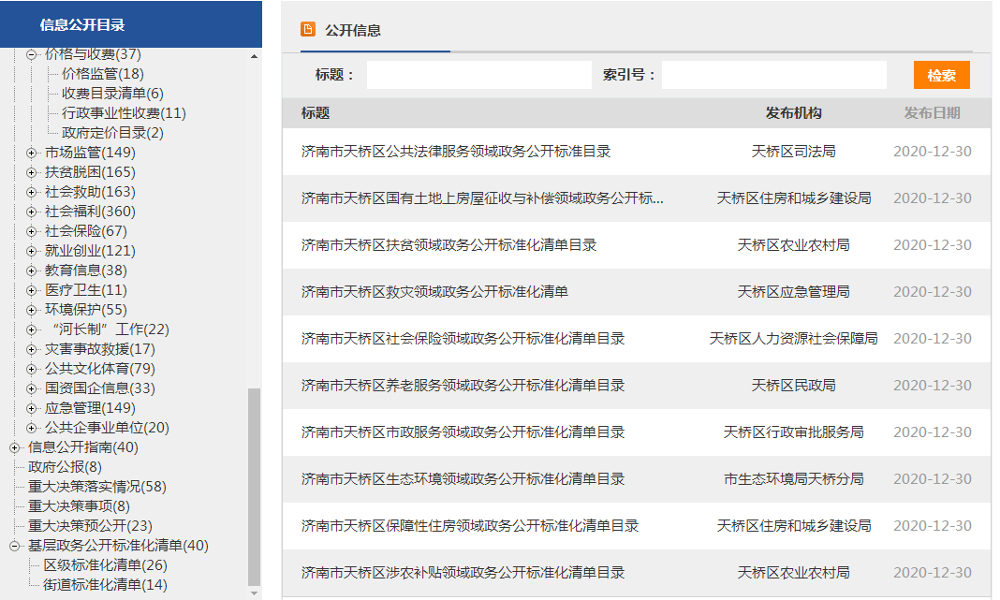 信息公开目录
价格与收费(37)
价格监管(18)
收费目录清单(6)
行政事业性收费(11)
政府定价目录(2)
市场监管(149)
扶贫脱困(165)
社会救助(163)
社会福利(360)
社会保险(67)
就业创业(121)
教育信息(38)
医疗卫生(11)
环境保护(55)
“河长制”工作(22)
灾害事故救援(17)
公共文化体育(79)
国资国企信息(33)
应急管理(149)
公共企事业单位(20)
信息公开指南(40)
政府公报(8)
重大决策落实情况(58)
重大决策事项(8)
重大决策预公开(23)
基层政务公开标准化清单(40)
区级标准化清单(26)
街道标准化清单(14)
公开信息
标题： 索引号： 检索
标题 发布机构 发布日期
济南市天桥区公共法律服务领域政务公开标准目录 天桥区司法局 2020-12-30
济南市天桥区国有土地上房屋征收与补偿领域政务公开标... 天桥区住房和城乡建设局 2020-12-30
济南市天桥区扶贫领域政务公开标准化清单目录 天桥区农业农村局 2020-12-30
济南市天桥区救灾领域政务公开标准化清单 天桥区应急管理局 2020-12-30
济南市天桥区社会保险领域政务公开标准化清单目录 天桥区人力资源社会保障局 2020-12-30
济南市天桥区养老服务领域政务公开标准化清单目录 天桥区民政局 2020-12-30
济南市天桥区市政服务领域政务公开标准化清单目录 天桥区行政审批服务局 2020-12-30
济南市天桥区生态环境领域政务公开标准化清单目录 市生态环境局天桥分局 2020-12-30
济南市天桥区保障性住房领域政务公开标准化清单目录 天桥区住房和城乡建设局 2020-12-30
济南市天桥区涉农补贴领域政务公开标准化清单目录 天桥区农业农村局 2020-12-30